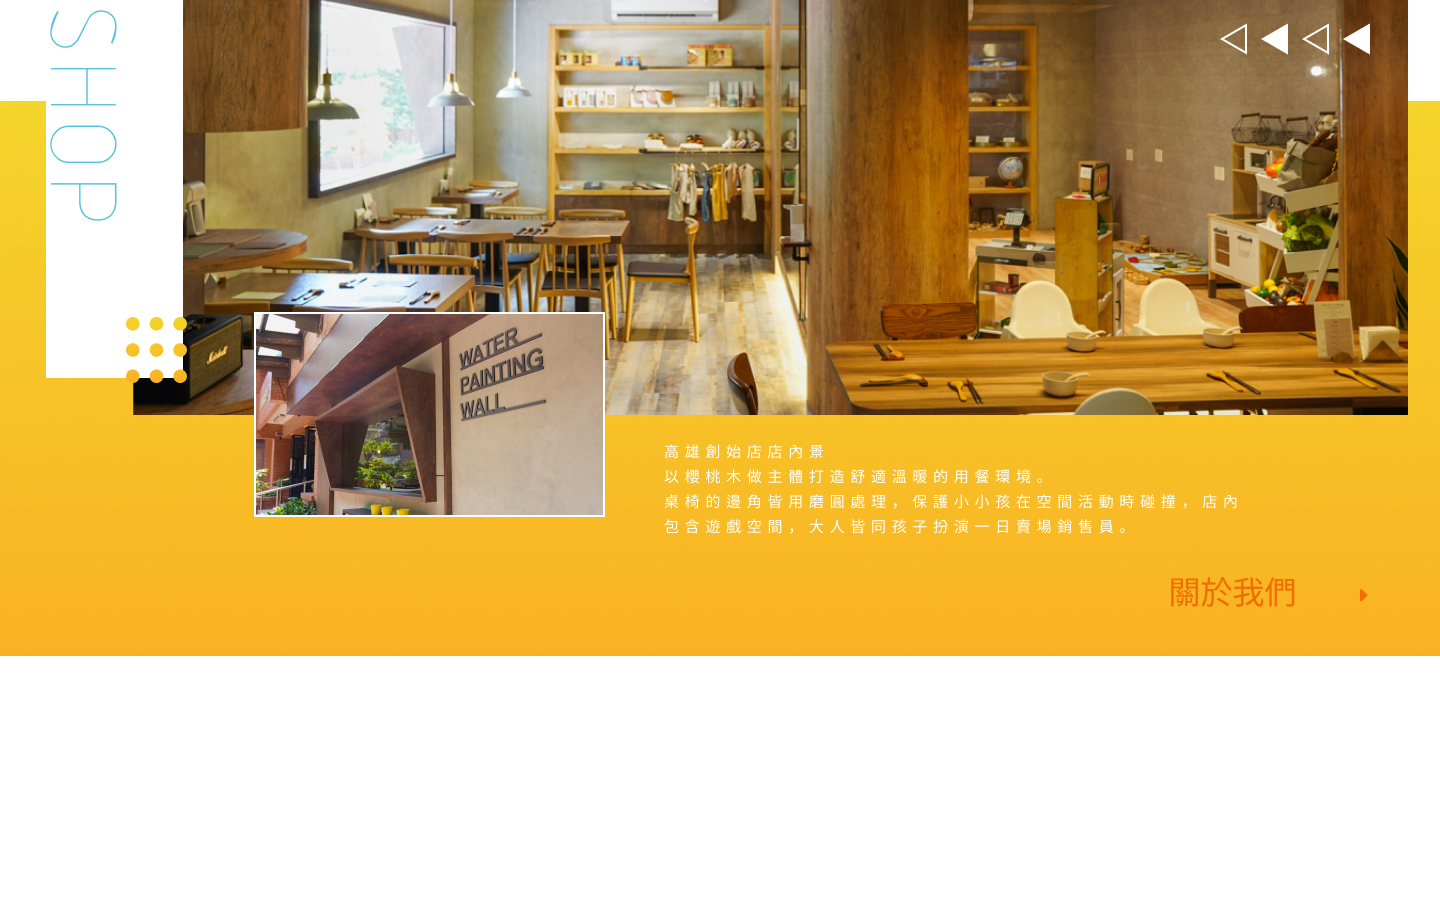 SHOP
WATER
PAINTING
WALL
Marshall
高雄創始店店內景
以櫻桃木做主體打造舒適溫暖的用餐環境。
桌椅的邊角皆用磨圓處理，保護小小孩在空間活動時碰撞，店內
包含遊戲空間，大人皆同孩子扮演一日賣場銷售員。
關於我們